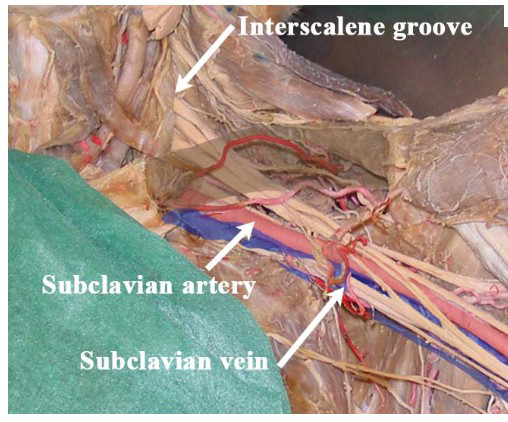 Interscalene groove
Subclavian artery
Subclavian vein